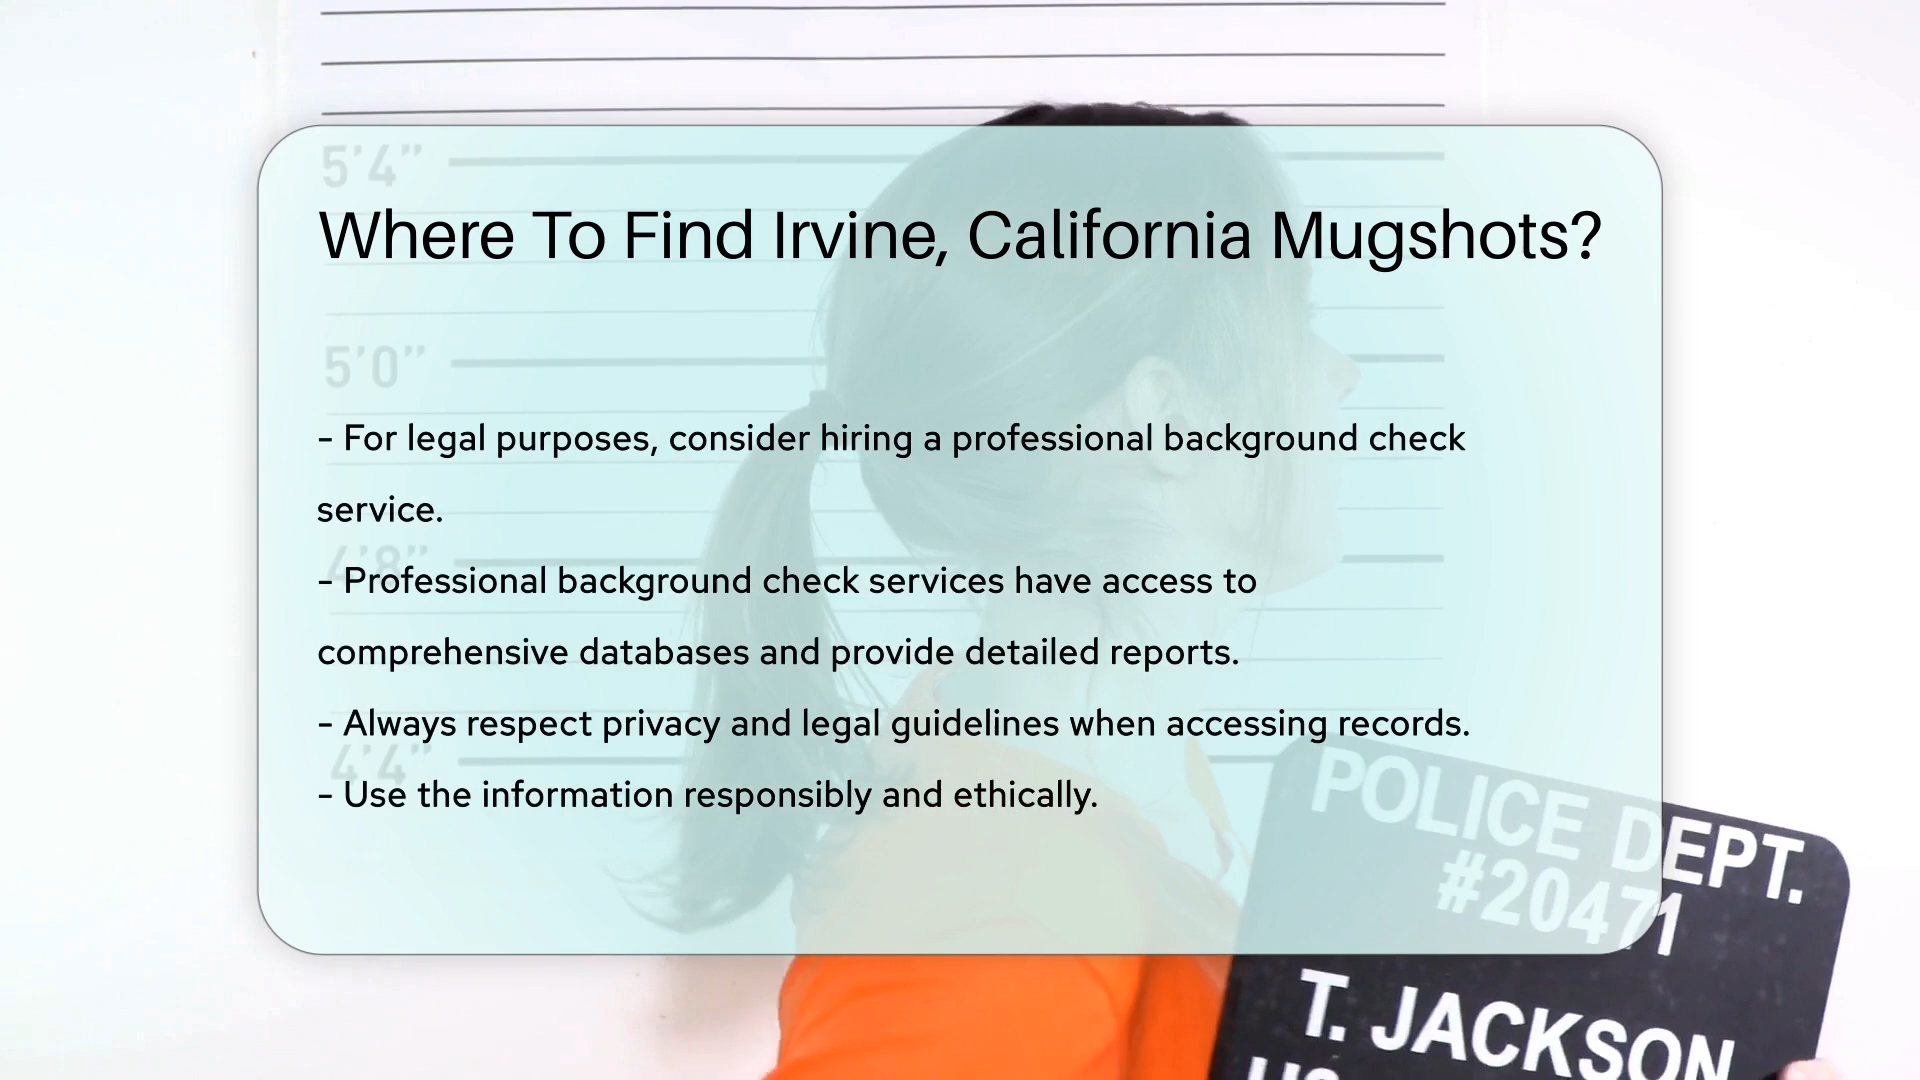 5'4”
Where To Find Irvine, California Mugshots?
5'0”
- For legal purposes, consider hiring a professional background check
service.
4'8”
- Professional background check services have access to
comprehensive databases and provide detailed reports.
- Always respect privacy and legal guidelines when accessing records.
4'4”
- Use the information responsibly and ethically.
POLICE DEPT.
#20471
T. JACKSON